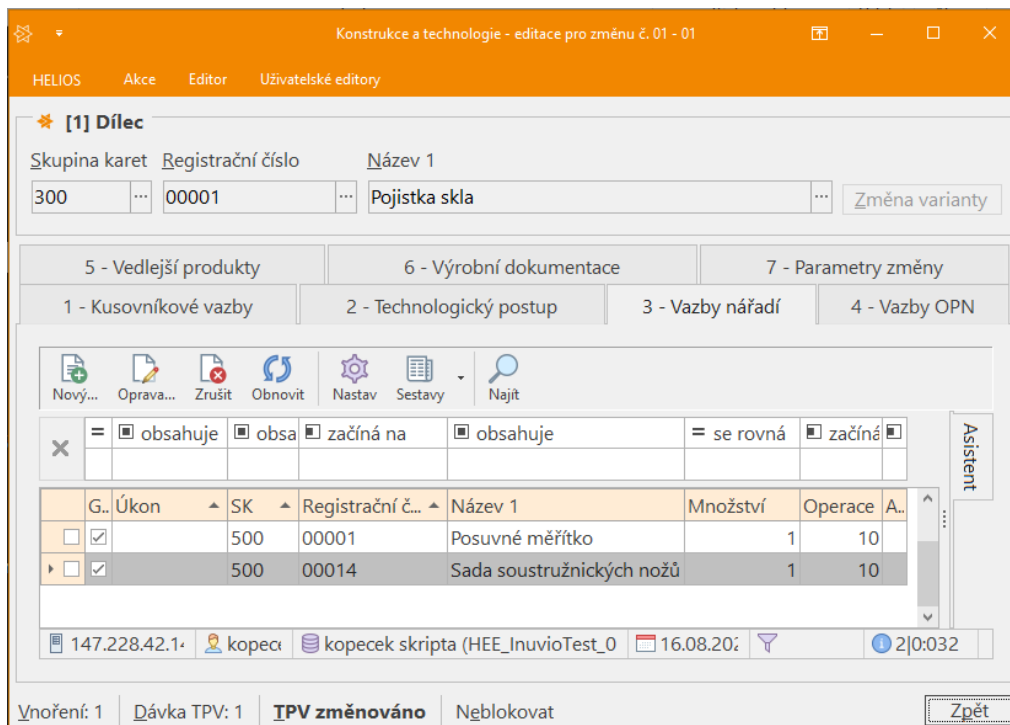 Konstrukce a technologie - editace pro změnu č. 01 - 01
HELIOS Akce Editor Uživatelské editory
[1] Dílec
Skupina karet Registrační číslo Název 1
300 ... 00001 ... Pojistka skla ... Změna varianty
5 - Vedlejší produkty 6 - Výrobní dokumentace 7 - Parametry změny
1 - Kusovníkové vazby 2 - Technologický postup 3 - Vazby nářadí 4 - Vazby OPN
Nový... Oprava... Zrušit Obnovit Nastav Sestavy Najít
= obsahuje obsa začíná na obsahuje = se rovná začíná
Asistent
G.. Úkon SK Registrační č... Název 1 Množství Operace A..
500 00001 Posuvné měřítko 1 10
500 00014 Sada soustružnických nožů 1 10
147.228.42.1 kopec kopecek skripta (HEE_InuvioTest_0 16.08.202 2|0:032
Vnoření: 1 Dávka TPV: 1 TPV změnováno Neblokovat Zpět